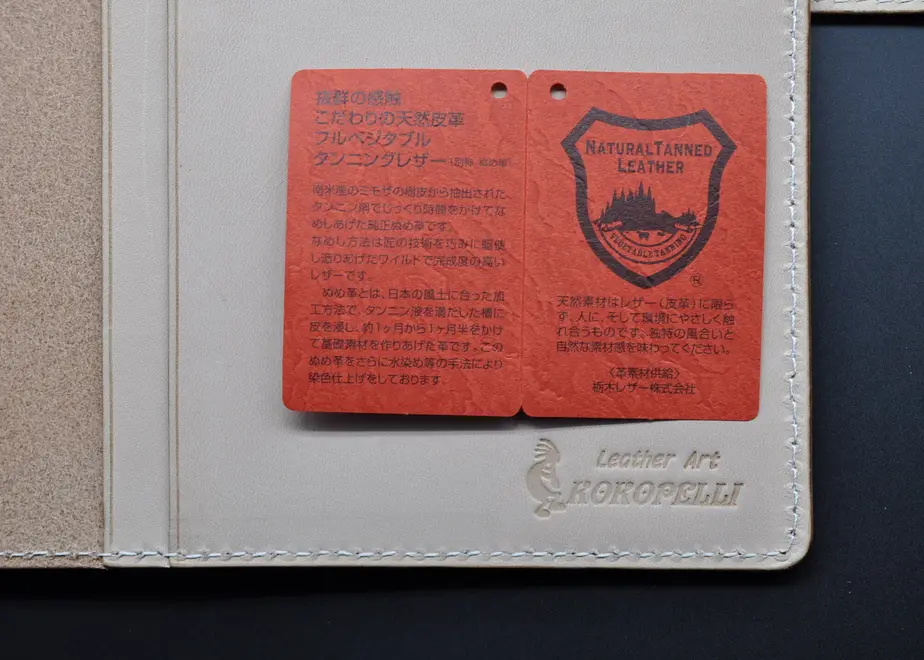 抜群の感触
こだわりの天然皮革
フルベジタブル
タンニングレザー(別称 ぬめ革)
南米産のミモザの樹皮から抽出された
タンニン剤でじっくり時間をかけてな
めしあげた純正ぬめ革です。
なめし方法は匠の技術を巧みに駆使
し造りあげたワイルドで完成度の高い
レザーです。
ぬめ革とは、日本の風土に合った加
工方法で、タンニン液を満たした槽に
皮を浸し、約1ヶ月から1ヶ月半をかけ
て基礎素材を作りあげた革です。この
ぬめ革をさらに水染め等の手法により
染色仕上げをしております。
NATURALTANNED
LEATHER
VEGETABLETANNING
®
天然素材はレザー(皮革)に限ら
ず、人に、そして環境にやさしく触
れ合うものです。独特の風合いと
自然な素材感を味わってください。
〈革素材供給〉
栃木レザー株式会社
Leather Art
KOKOPELLI